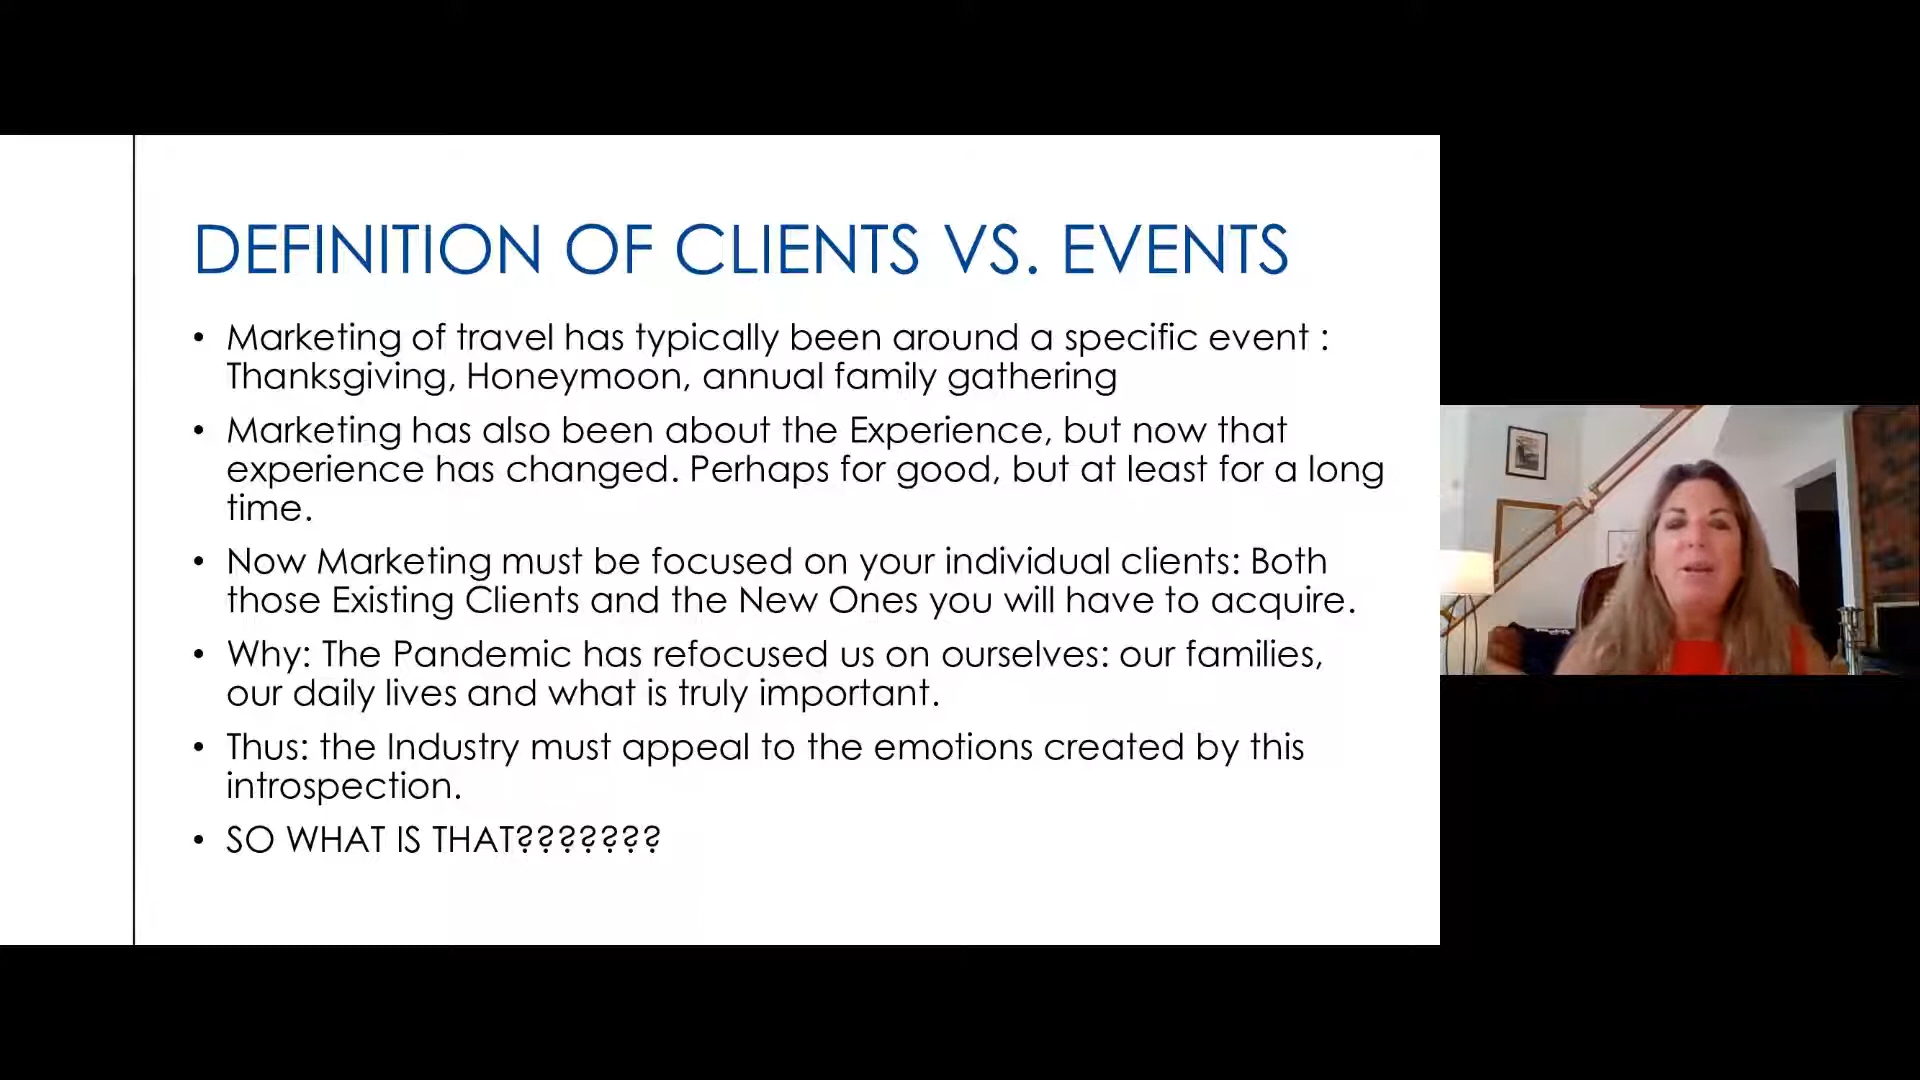 DEFINITION OF CLIENTS VS. EVENTS
• Marketing of travel has typically been around a specific event :
Thanksgiving, Honeymoon, annual family gathering
• Marketing has also been about the Experience, but now that
experience has changed. Perhaps for good, but at least for a long
time.
• Now Marketing must be focused on your individual clients: Both
those Existing Clients and the New Ones you will have to acquire.
• Why: The Pandemic has refocused us on ourselves: our families,
our daily lives and what is truly important.
• Thus: the Industry must appeal to the emotions created by this
introspection.
• SO WHAT IS THAT???????